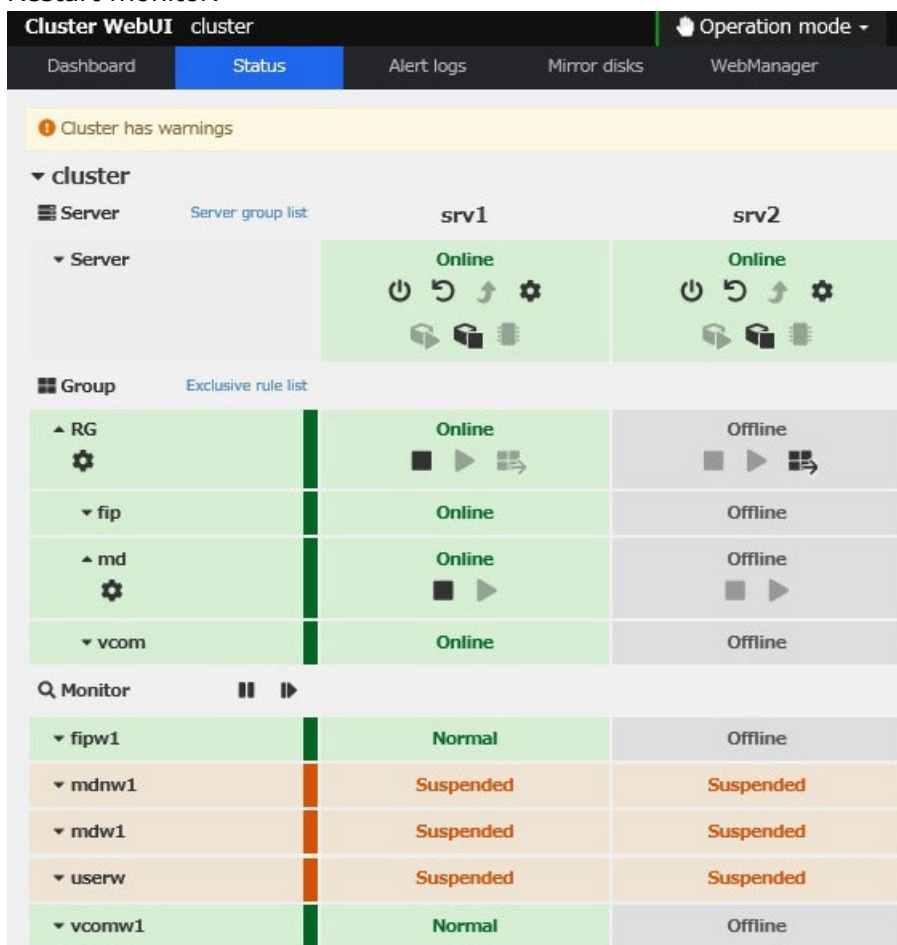 Restart monitor.
Cluster WebUI cluster Operation mode
Dashboard Status Alert logs Mirror disks WebManager
Cluster has warnings
cluster
Server Server group list srv1 srv2
Server Online Online
Group Exclusive rule list
RG Online Offline
fip Online Offline
md Online Offline
vcom Online Offline
Monitor
fipw1 Normal Offline
mdnw1 Suspended Suspended
mdw1 Suspended Suspended
userw Suspended Suspended
vcomw1 Normal Offline